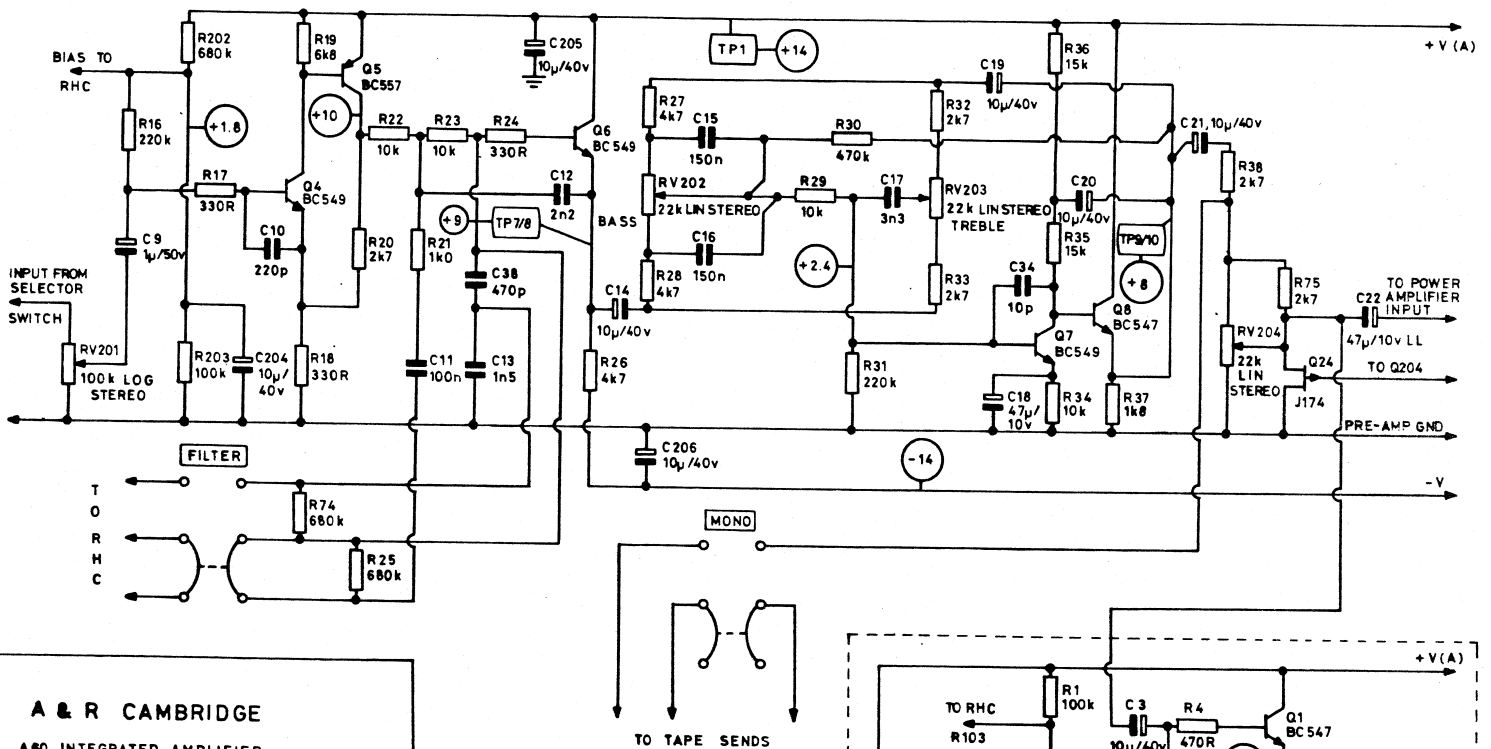 R202
680k
R19
6k8
Q5
BC557
C205
10µ/40v
TP1
+14
R36
15k
C19
10µ/40v
+V (A)
BIAS TO
RHC
R16
220k
+1.8
+10
R22
10k
R23
10k
R24
330R
Q6
BC549
R27
4k7
C15
150n
R30
470k
R32
2k7
C21,10µ/40v
R38
2k7
R17
330R
Q4
BC549
C12
2n2
RV202
22k LIN STEREO
BASS
R29
10k
C17
3n3
RV203
22k LIN STEREO
TREBLE
C20
10µ/40v
+9
TP7/8
C9
1µ/50v
C10
220p
R20
2k7
R21
1k0
C38
470p
C16
150n
R28
4k7
+2.4
R33
2k7
R35
15k
TP9/10
+8
C34
10p
R75
2k7
INPUT FROM
SELECTOR
SWITCH
C14
10µ/40v
Q8
BC547
Q7
BC549
TO POWER
AMPLIFIER
INPUT
C22
47µ/10v LL
RV201
100k LOG
STEREO
R203
100k
C204
10µ/
40v
R18
330R
C11
100n
C13
1n5
R26
4k7
R31
220k
C18
47µ/
10v
R34
10k
R37
1k8
RV204
22k
LIN
STEREO
Q24
J174
TO Q204
PRE-AMP GND
FILTER
C206
10µ/40v
-14
-V
TO
RHC
R74
680k
R25
680k
MONO
TO TAPE SENDS
A & R CAMBRIDGE
A60 INTEGRATED AMPLIFIER
+V(A)
R1
100k
TO RHC
R103
C3
10µ/40v
R4
470R
Q1
BC547